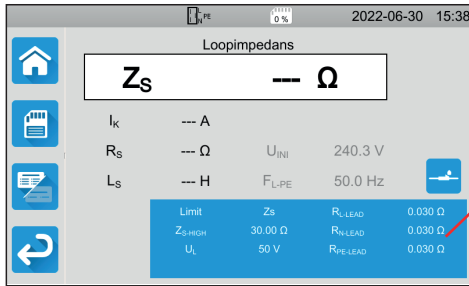 L N PE 0 % 2022-06-30 15:38
Loopimpedans
Zs --- Ω
IK --- A
RS --- Ω UINI 240.3 V
LS --- H FL-PE 50.0 Hz
Limit Zs RL-LEAD 0.030 Ω
ZS-HIGH 30.00 Ω RN-LEAD 0.030 Ω
UL 50 V RPE-LEAD 0.030 Ω